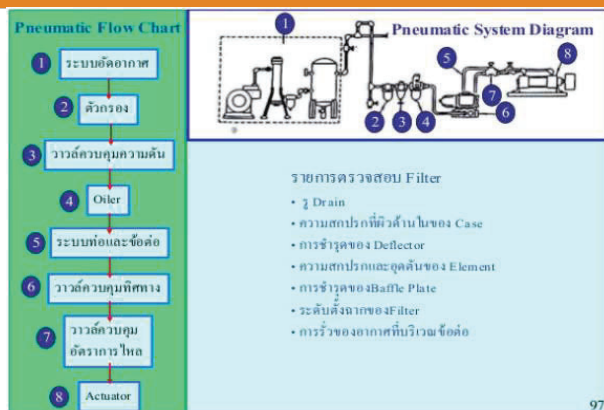 Pneumatic Flow Chart
1 ระบบอัดอากาศ
2 ตัวกรอง
3 วาวล์ควบคุมความดัน
4 Oiler
5 ระบบท่อและข้อต่อ
6 วาวล์ควบคุมทิศทาง
7 วาวล์ควบคุม
อัตราการไหล
8 Actuator
Pneumatic System Diagram
1
2
3
4
5
6
7
8
รายการตรวจสอบ Filter
• รู Drain
• ความสกปรกที่ผิวด้านในของ Case
• การชำรุดของ Deflector
• ความสกปรกและอุดตันของ Element
• การชำรุดของBaffle Plate
• ระดับตั้งฉากของFilter
• การรั่วของอากาศที่บริเวณข้อต่อ
97